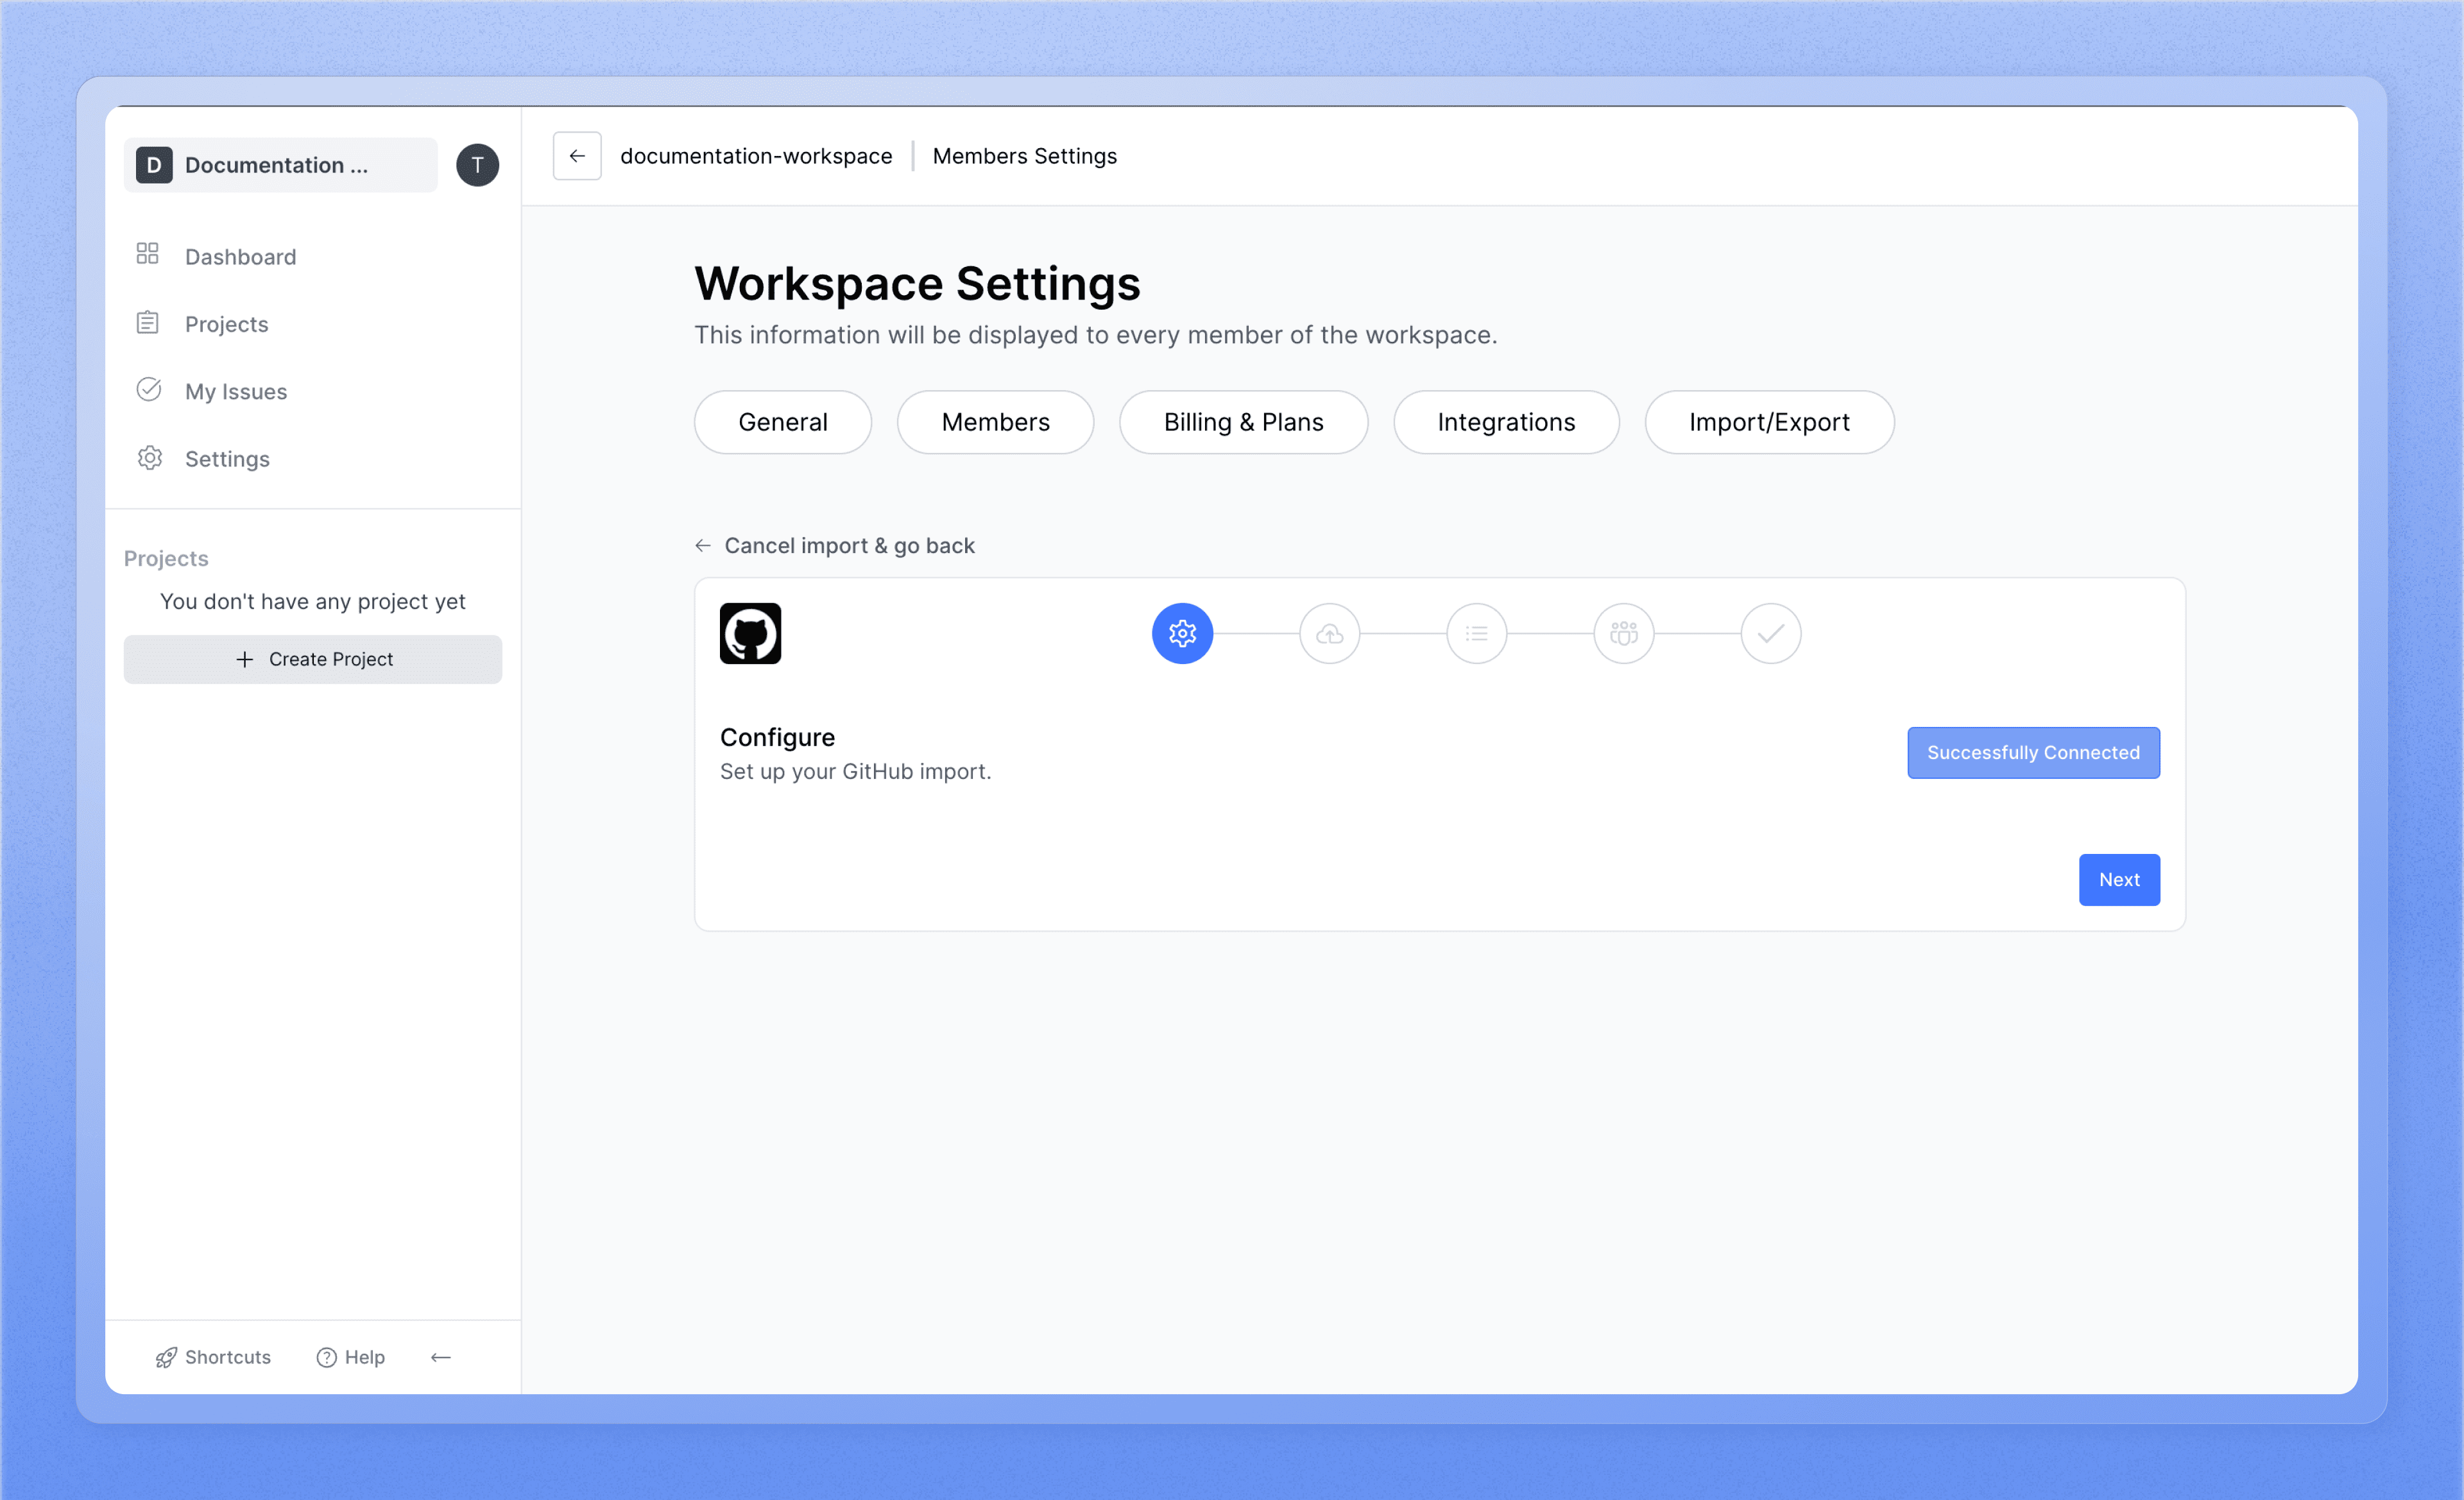 D Documentation ...
T
Dashboard
Projects
My Issues
Settings
Projects
You don't have any project yet
Create Project
Shortcuts
Help
documentation-workspace
Members Settings
Workspace Settings
This information will be displayed to every member of the workspace.
General
Members
Billing & Plans
Integrations
Import/Export
Cancel import & go back
Configure
Set up your GitHub import.
Successfully Connected
Next